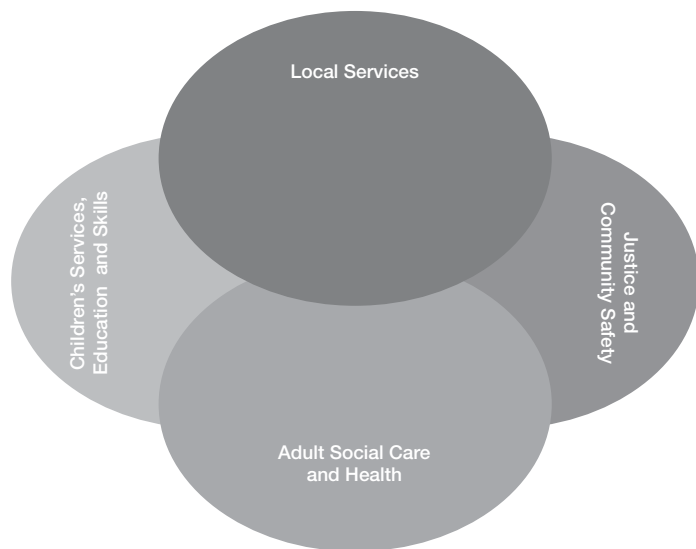 Local Services
Children's Services,
Education and Skills
Justice and
Community Safety
Adult Social Care
and Health